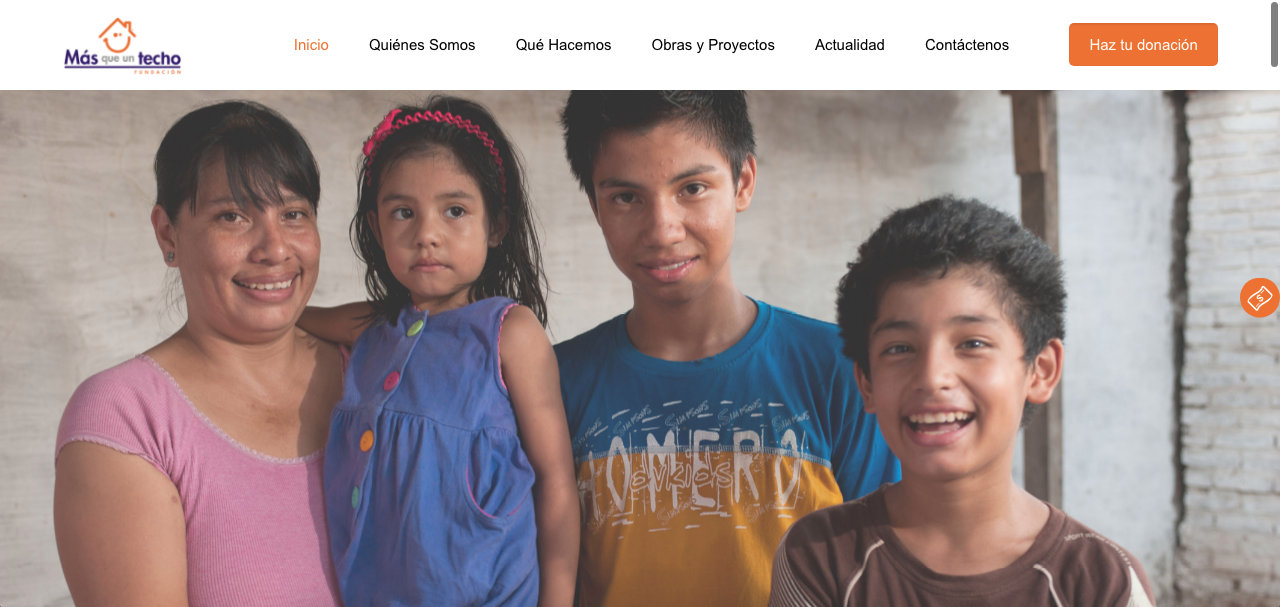 Más que un techo
FUNDACIÓN
Inicio
Quiénes Somos
Qué Hacemos
Obras y Proyectos
Actualidad
Contáctenos
Haz tu donación
$
OMERO